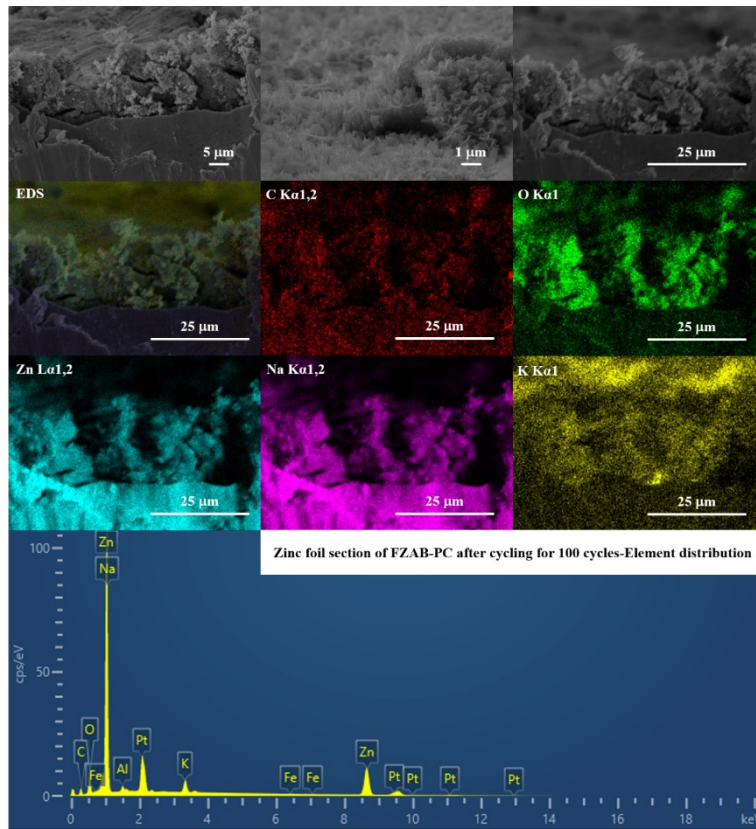 5 μm
1 μm
25 μm
EDS
25 μm
C Kα1,2
25 μm
O Kα1
25 μm
Zn Lα1,2
25 μm
Na Kα1,2
25 μm
K Kα1
25 μm
Zinc foil section of FZAB-PC after cycling for 100 cycles-Element distribution
100
50
0
cps/eV
Zn
Na
O
C
Fe
Al
Pt
K
Fe
Fe
Zn
Pt
Pt
Pt
Pt
0
2
4
6
8
10
12
14
16
18
ke